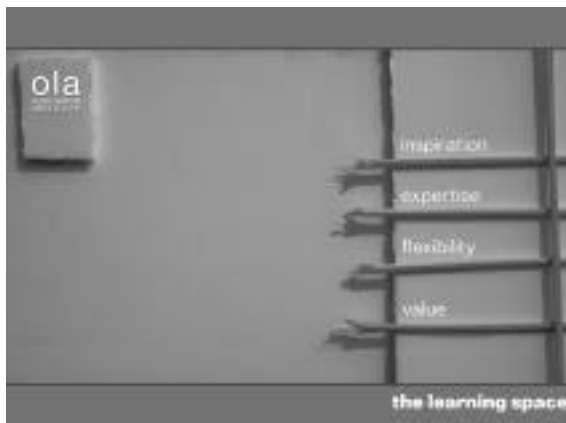 ola
inspiration
expertise
flexibility
value
the learning space